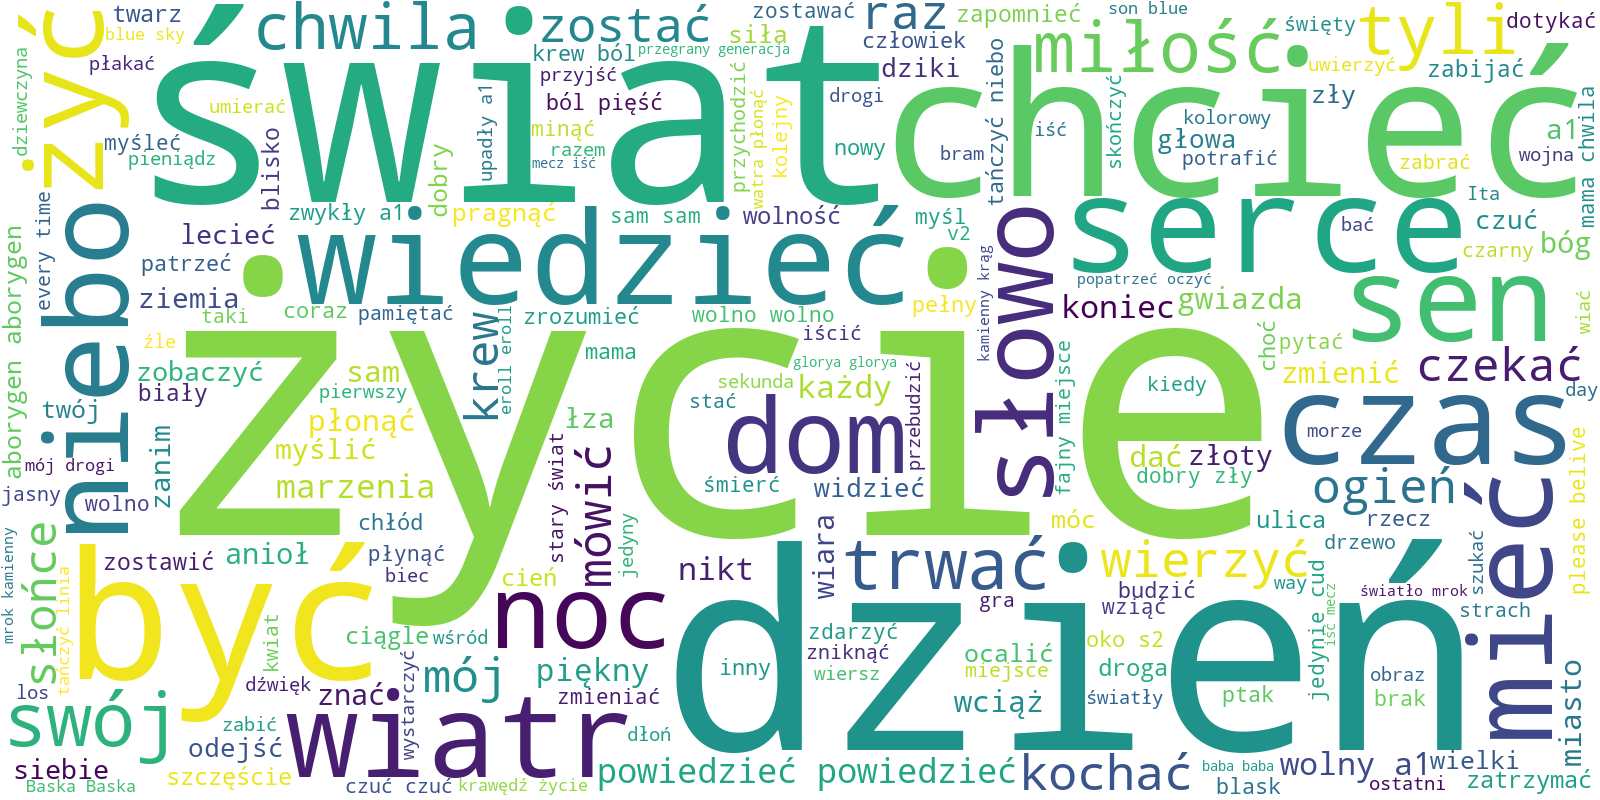 życie
świat
dzień
chcieć
być
wiedzieć
niebo
żyć
serce
sen
słowo
czas
mieć
dom
noc
wiatr
trwać
miłość
tyli
chwila
zostać
raz
swój
mój
słońce
krew
mówić
kochać
wierzyć
ogień
czekać
powiedzieć
powiedzieć
twarz
blue sky
płakać
dziewczyna
umierać
myśleć
pieniądz
blisko
krew ból
przegrany generacja
przyjść
ból pięść
siła
minąć
razem
mecz iść
upadły a1
dobry
zwykły a1
pragnąć
sam sam
wolność
przychodzić
watra płonąć
kolejny
zostawać
człowiek
dziki
drogi
nowy
bram
myśl
v2
zapomnieć
son blue
święty
dotykać
uwierzyć
zabijać
zły
kolorowy
głowa
potrafić
iść
skończyć
tańczyć niebo
a1
zabrać
wojna
mama chwila
Ita
bać
czuć
czarny
bóg
popatrzeć oczyć
koniec
gwiazda
wiać
choć
pytać
zmienić
kamienny krąg
pełny
every time
lecieć
patrzeć
ziemia
taki
coraz
pamiętać
zrozumieć
wolno wolno
iścić
aborygen aborygen
źle
zobaczyć
biały
twój
sam
pierwszy
płonąć
myślić
marzenia
eroll eroll
mama
łza
glorya glorya
sekunda
każdy
stać
przebudzić
kiedy
fajny miejsce
day
morze
dać
złoty
dobry zły
śmierć
widzieć
mój drogi
jasny
wolno
zanim
chłód
stary świat
jedyny
móc
ulica
rzecz
drzewo
please belive
zostawić
anioł
płynąć
biec
cień
nikt
wiara
gra
budzić
wziąć
way
jedynie cud
iść mecz
światło mrok
szukać
strach
mrok kamienny
tańczyć linia
kwiat
ciągle
wśród
los
dźwięk
znać
piękny
zmieniać
zdarzyć
zniknąć
wiersz
inny
ocalić
miejsce
oko s2
droga
wciąż
światły
ptak
obraz
brak
miasto
siebie
Baska Baska
zabić
odejść
szczęście
wystarczyć
czuć czuć
krawędź życie
dłoń
baba baba
blask
wolny a1
wielki
ostatni
zatrzymać